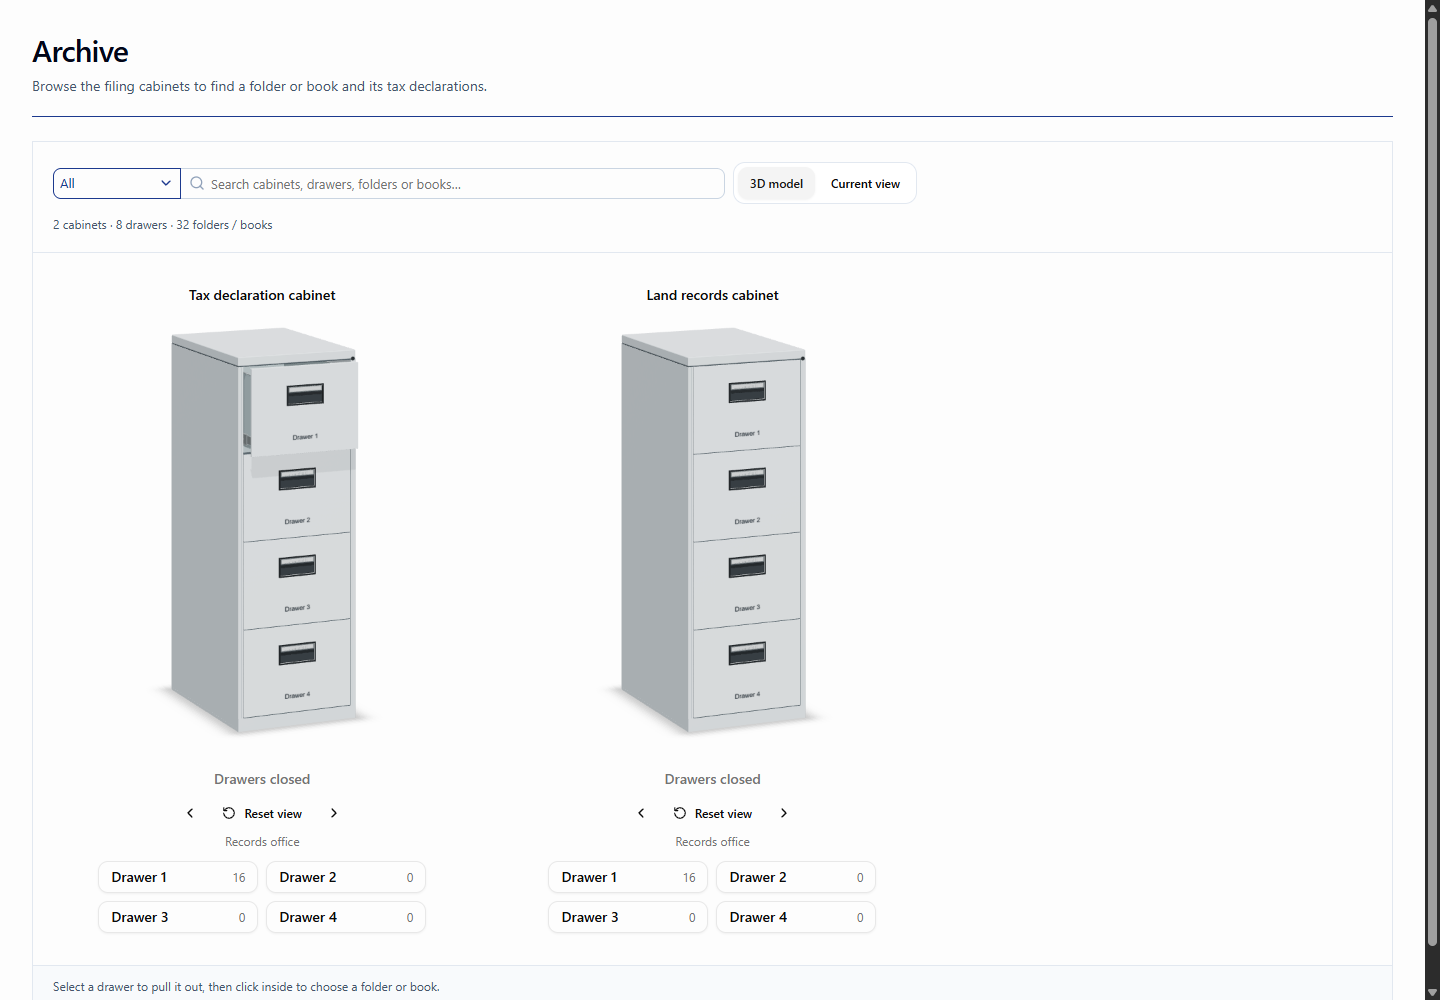 Archive
Browse the filing cabinets to find a folder or book and its tax declarations.
All
Search cabinets, drawers, folders or books...
3D model
Current view
2 cabinets · 8 drawers · 32 folders / books
Tax declaration cabinet
Drawer 1
Drawer 2
Drawer 3
Drawer 4
Drawers closed
Reset view
Records office
Drawer 1 16
Drawer 2 0
Drawer 3 0
Drawer 4 0
Land records cabinet
Drawer 1
Drawer 2
Drawer 3
Drawer 4
Drawers closed
Reset view
Records office
Drawer 1 16
Drawer 2 0
Drawer 3 0
Drawer 4 0
Select a drawer to pull it out, then click inside to choose a folder or book.